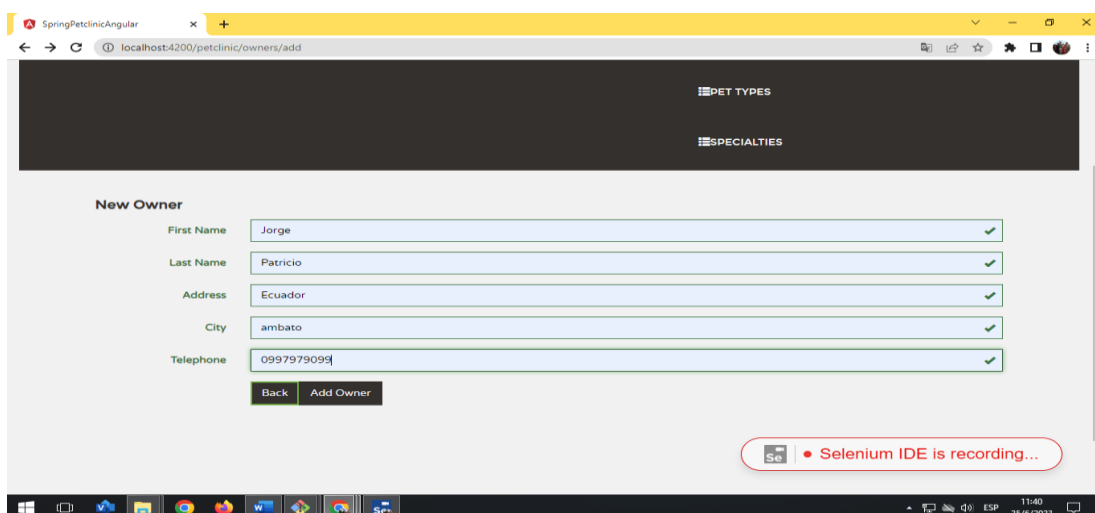 SpringPetclinicAngular
localhost:4200/petclinic/owners/add
PET TYPES
SPECIALTIES
New Owner
First Name Jorge
Last Name Patricio
Address Ecuador
City ambato
Telephone 0997979099
Back Add Owner
Se Selenium IDE is recording...
ESP 11:40